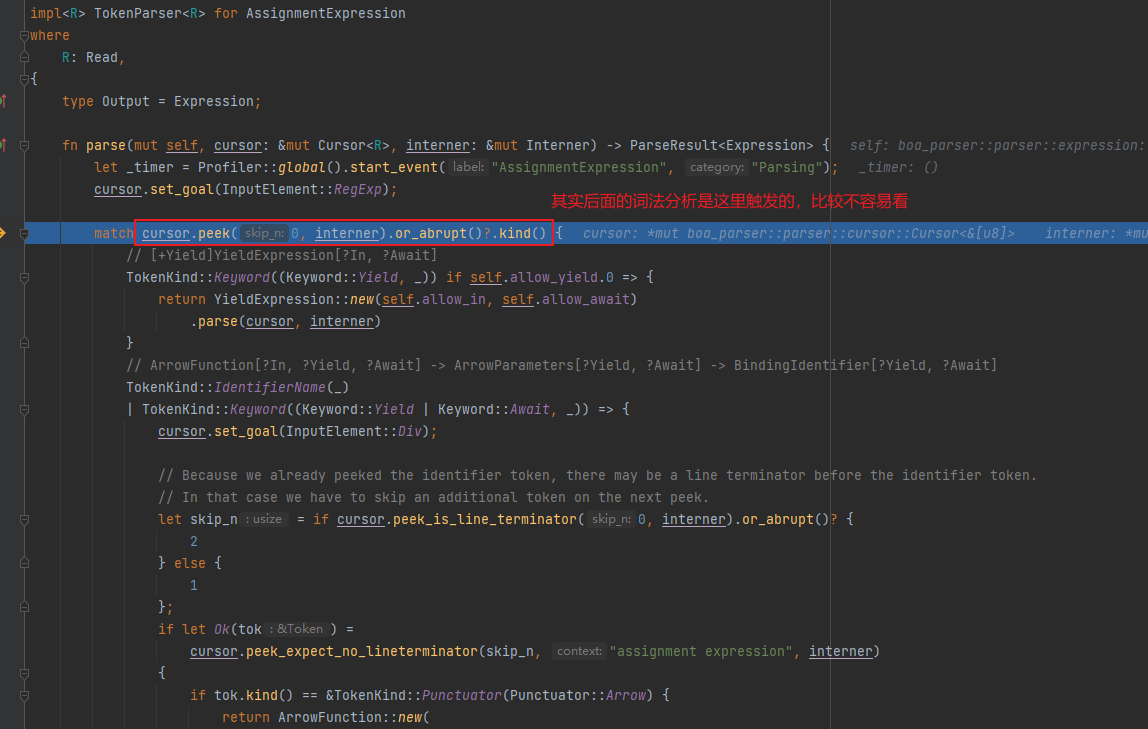 impl<R> TokenParser<R> for AssignmentExpression
where
R: Read,
{
type Output = Expression;
fn parse(mut self, cursor: &mut Cursor<R>, interner: &mut Interner) -> ParseResult<Expression> { self: boa_parser::parser::expression:
let _timer = Profiler::global().start_event( label: "AssignmentExpression", category: "Parsing"); _timer: ()
cursor.set_goal(InputElement::RegExp);
其实后面的词法分析是这里触发的，比较不容易看
match cursor.peek( skip_n: 0, interner).or_abrupt()?.kind() { cursor: *mut boa_parser::parser::cursor::Cursor<&[u8]> interner: *mu
// [+Yield]YieldExpression[?In, ?Await]
TokenKind::Keyword((Keyword::Yield, _)) if self.allow_yield.0 => {
return YieldExpression::new(self.allow_in, self.allow_await)
.parse(cursor, interner)
}
// ArrowFunction[?In, ?Yield, ?Await] -> ArrowParameters[?Yield, ?Await] -> BindingIdentifier[?Yield, ?Await]
TokenKind::IdentifierName(_)
| TokenKind::Keyword((Keyword::Yield | Keyword::Await, _)) => {
cursor.set_goal(InputElement::Div);
// Because we already peeked the identifier token, there may be a line terminator before the identifier token.
// In that case we have to skip an additional token on the next peek.
let skip_n : usize = if cursor.peek_is_line_terminator( skip_n: 0, interner).or_abrupt()? {
2
} else {
1
};
if let Ok(tok : &Token ) =
cursor.peek_expect_no_lineterminator(skip_n, context: "assignment expression", interner)
{
if tok.kind() == &TokenKind::Punctuator(Punctuator::Arrow) {
return ArrowFunction::new(